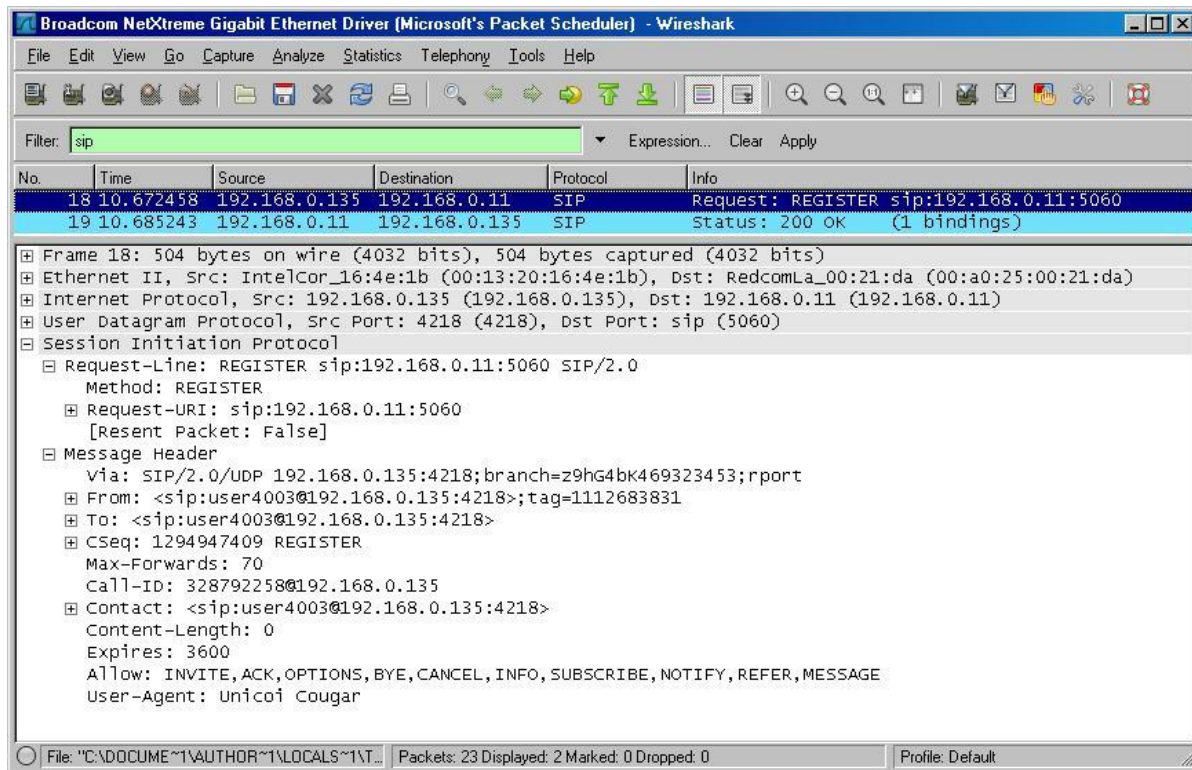 Broadcom NetXtreme Gigabit Ethernet Driver (Microsoft's Packet Scheduler) - Wireshark
File Edit View Go Capture Analyze Statistics Telephony Tools Help
Filter: sip Expression... Clear Apply
No. Time Source Destination Protocol Info
18 10.672458 192.168.0.135 192.168.0.11 SIP Request: REGISTER sip:192.168.0.11:5060
19 10.685243 192.168.0.11 192.168.0.135 SIP Status: 200 OK (1 bindings)
Frame 18: 504 bytes on wire (4032 bits), 504 bytes captured (4032 bits)
Ethernet II, Src: IntelCor_16:4e:1b (00:13:20:16:4e:1b), Dst: RedcomLa_00:21:da (00:a0:25:00:21:da)
Internet Protocol, Src: 192.168.0.135 (192.168.0.135), Dst: 192.168.0.11 (192.168.0.11)
User Datagram Protocol, Src Port: 4218 (4218), Dst Port: sip (5060)
Session Initiation Protocol
Request-Line: REGISTER sip:192.168.0.11:5060 SIP/2.0
Method: REGISTER
Request-URI: sip:192.168.0.11:5060
[Resent Packet: False]
Message Header
Via: SIP/2.0/UDP 192.168.0.135:4218;branch=z9hG4bK469323453;rport
From: <sip:user4003@192.168.0.135:4218>;tag=1112683831
To: <sip:user4003@192.168.0.135:4218>
CSeq: 1294947409 REGISTER
Max-Forwards: 70
Call-ID: 328792258@192.168.0.135
Contact: <sip:user4003@192.168.0.135:4218>
Content-Length: 0
Expires: 3600
Allow: INVITE,ACK,OPTIONS,BYE,CANCEL,INFO,SUBSCRIBE,NOTIFY,REFER,MESSAGE
User-Agent: Unicoi Cougar
File: "C:\DOCUME~1\AUTHOR~1\LOCALS~1\T... Packets: 23 Displayed: 2 Marked: 0 Dropped: 0 Profile: Default